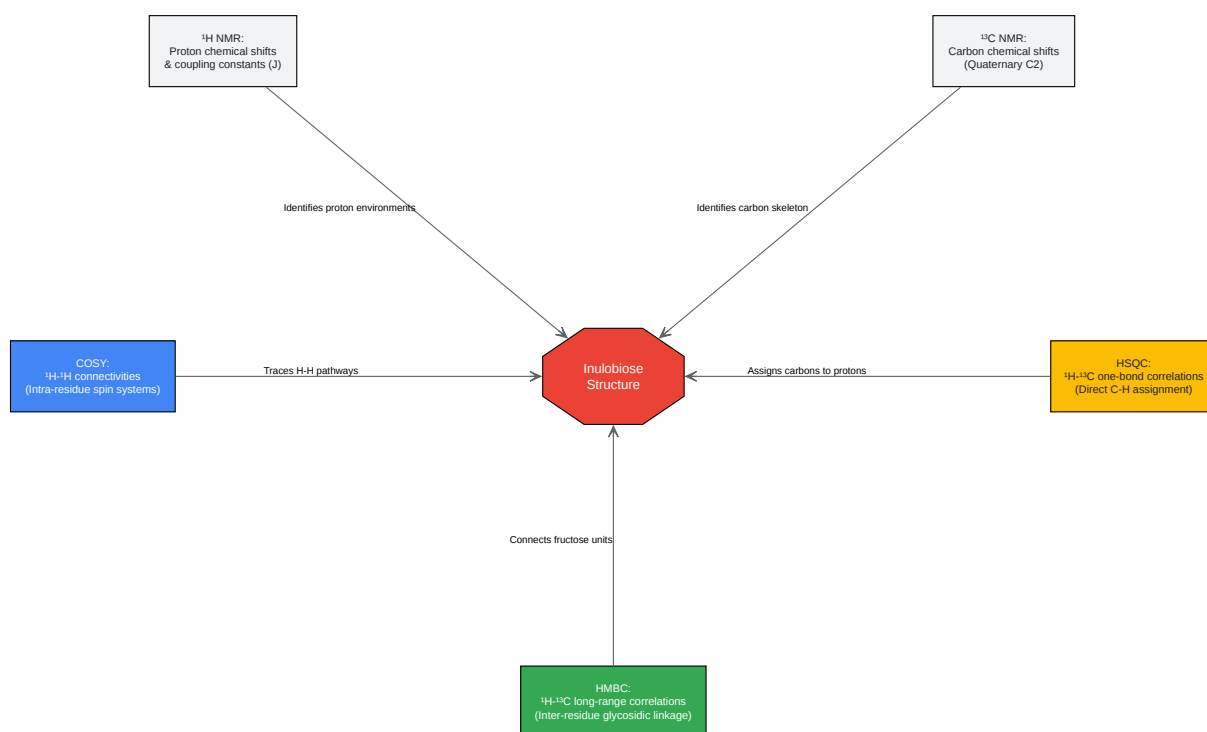 ¹H NMR:
Proton chemical shifts
& coupling constants (J)
¹³C NMR:
Carbon chemical shifts
(Quaternary C2)
Identifies proton environments
Identifies carbon skeleton
COSY:
¹H-¹H connectivities
(Intra-residue spin systems)
Traces H-H pathways
Inulobiose
Structure
Assigns carbons to protons
HSQC:
¹H-¹³C one-bond correlations
(Direct C-H assignment)
Connects fructose units
HMBC:
¹H-¹³C long-range correlations
(Inter-residue glycosidic linkage)